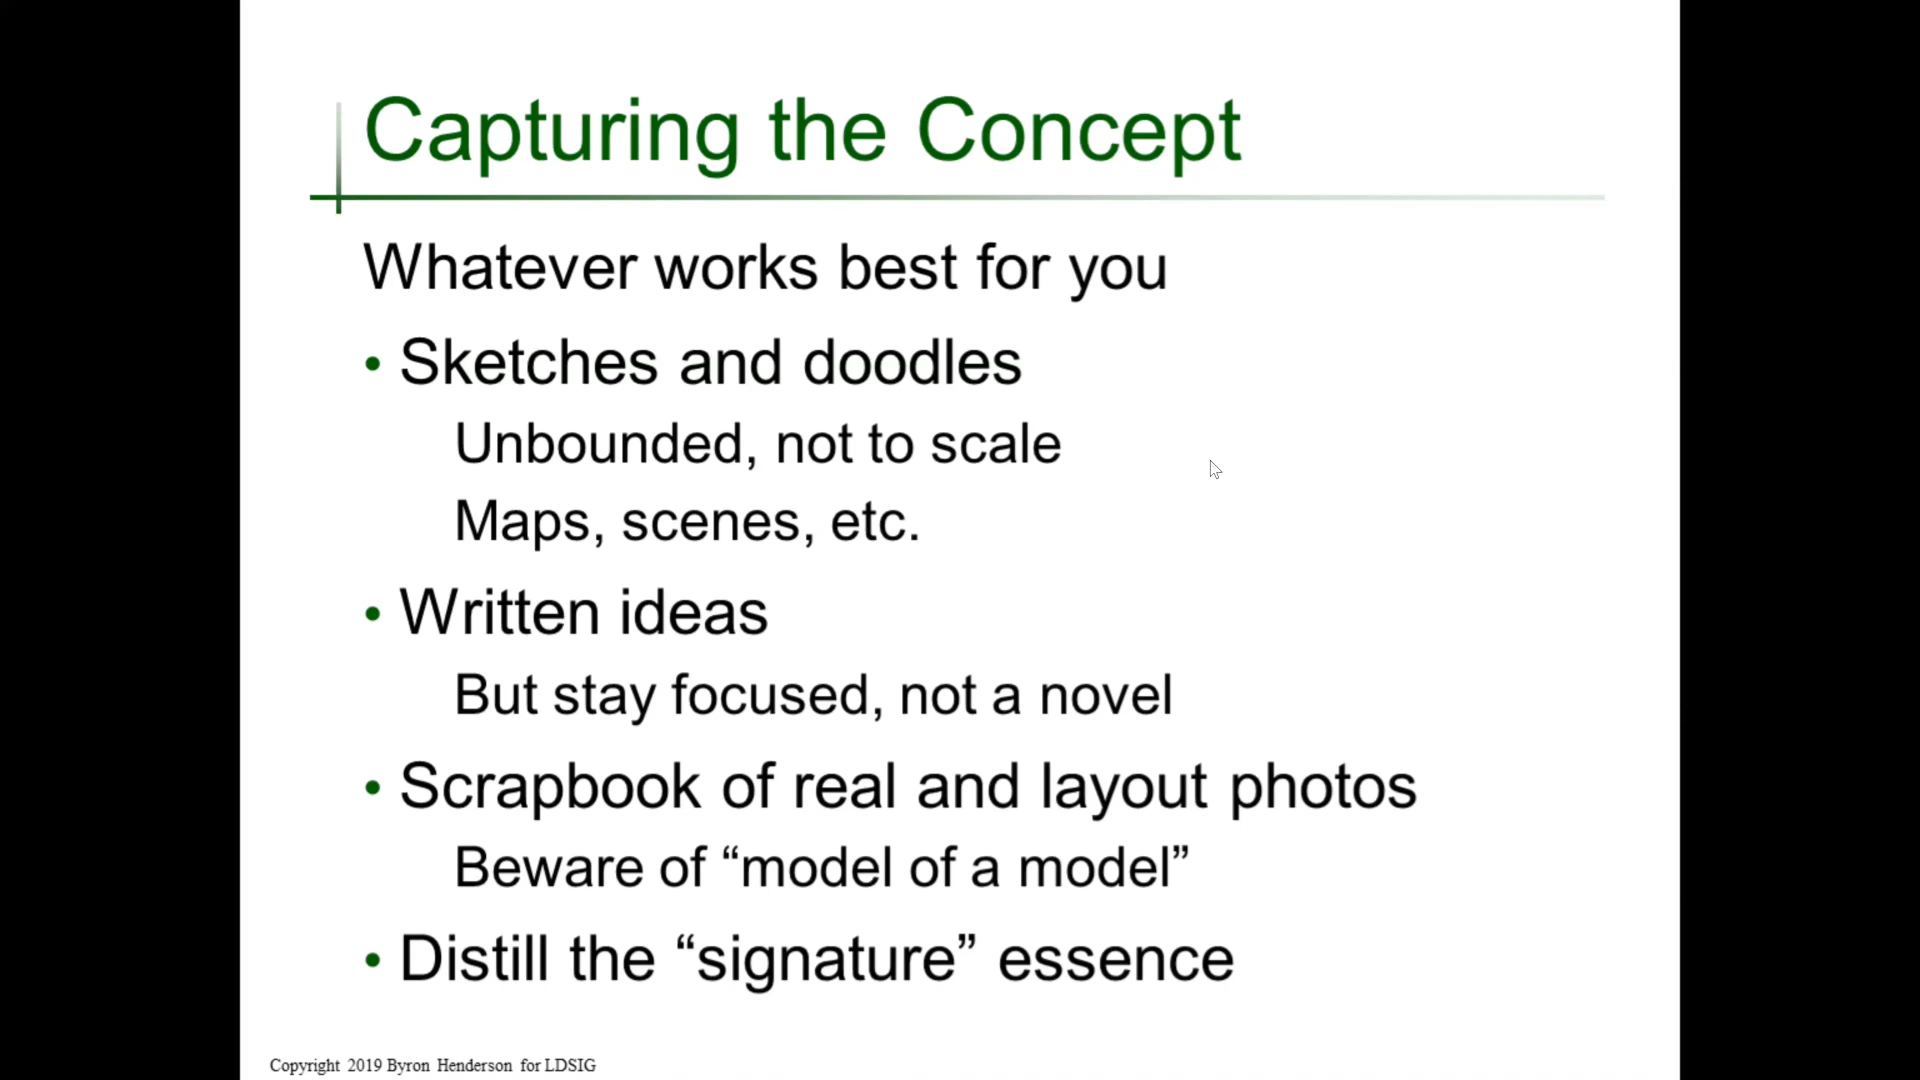 Capturing the Concept
Whatever works best for you
• Sketches and doodles
Unbounded, not to scale
Maps, scenes, etc.
• Written ideas
But stay focused, not a novel
• Scrapbook of real and layout photos
Beware of “model of a model”
• Distill the “signature” essence
Copyright 2019 Byron Henderson for LDSIG